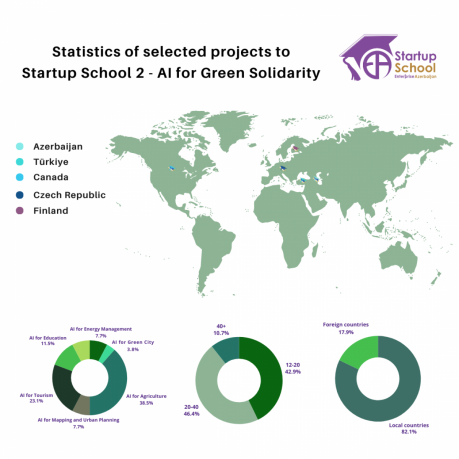 Statistics of selected projects to
Startup School 2 - AI for Green Solidarity
Startup
School
Enterprise Azerbaijan
Azerbaijan
Türkiye
Canada
Czech Republic
Finland
AI for Energy Management
7.7%
AI for Green City
3.8%
AI for Education
11.5%
AI for Tourism
23.1%
AI for Agriculture
38.5%
AI for Mapping and Urban Planning
7.7%
40+
10.7%
12-20
42.9%
20-40
46.4%
Foreign countries
17.9%
Local countries
82.1%